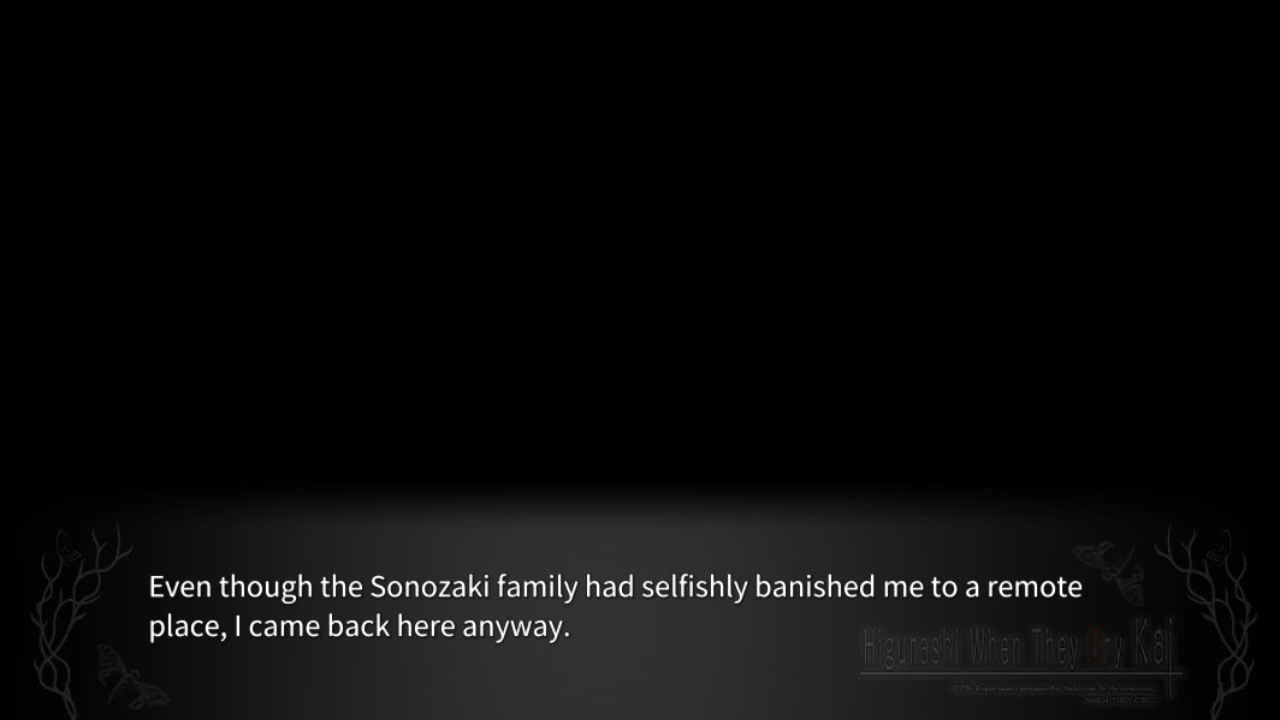 Even though the Sonozaki family had selfishly banished me to a remote
place, I came back here anyway.
Higurashi When They Cry Kai